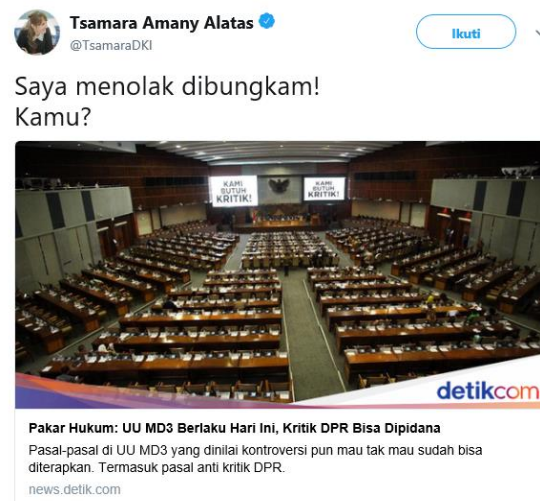 Tsamara Amany Alatas
@TsamaraDKI
Ikuti
Saya menolak dibungkam!
Kamu?
KAMI
BUTUH
KRITIK!
KAMI
BUTUH
KRITIK!
detikcom
Pakar Hukum: UU MD3 Berlaku Hari Ini, Kritik DPR Bisa Dipidana
Pasal-pasal di UU MD3 yang dinilai kontroversi pun mau tak mau sudah bisa
diterapkan. Termasuk pasal anti kritik DPR.
news.detik.com